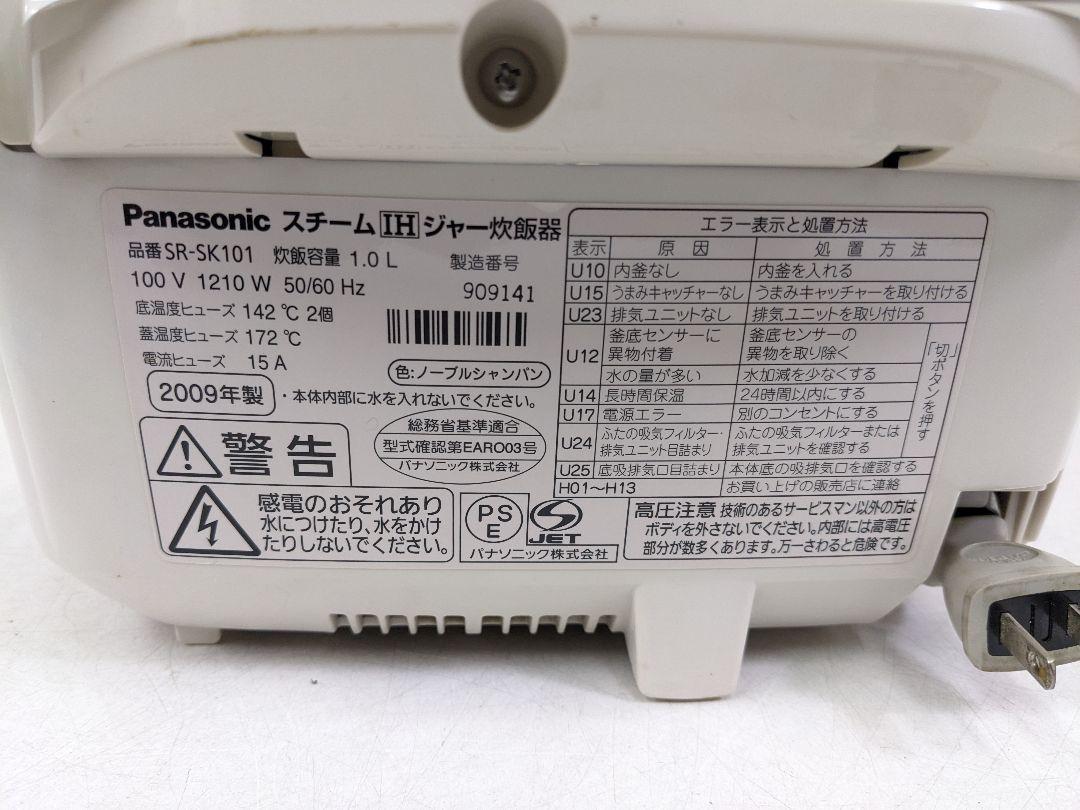 Panasonic スチーム IH ジャー炊飯器
品番 SR-SK101 炊飯容量 1.0 L 製造番号
100 V 1210 W 50/60 Hz 909141
底温度ヒューズ 142 ℃ 2個
蓋温度ヒューズ 172 ℃
電流ヒューズ 15 A
色:ノーブルシャンパン
2009年製 ・本体内部に水を入れないでください。
警告
総務省基準適合
型式確認第EARO03号
パナソニック株式会社
感電のおそれあり
水につけたり、水をかけ
たりしないでください。
PS
E
JET
パナソニック株式会社
エラー表示と処置方法
表示 原因 処置方法
U10 内釜なし 内釜を入れる
U15 うまみキャッチャーなし うまみキャッチャーを取り付ける
U23 排気ユニットなし 排気ユニットを取り付ける
U12 釜底センサーに 釜底センサーの
異物付着 異物を取り除く
水の量が多い 水加減を少なくする
U14 長時間保温 24時間以内にする
U17 電源エラー 別のコンセントにする
U24 ふたの吸気フィルター・ ふたの吸気フィルターまたは
排気ユニット目詰まり 排気ユニットを確認する
「切」ボタンを押す
U25 底吸排気口目詰まり 本体底の吸排気口を確認する
H01〜H13 お買い上げの販売店に連絡
高圧注意 技術のあるサービスマン以外の方は
ボディを外さないでください。内部には高電圧
部分が数多くあります。万一さわると危険です。